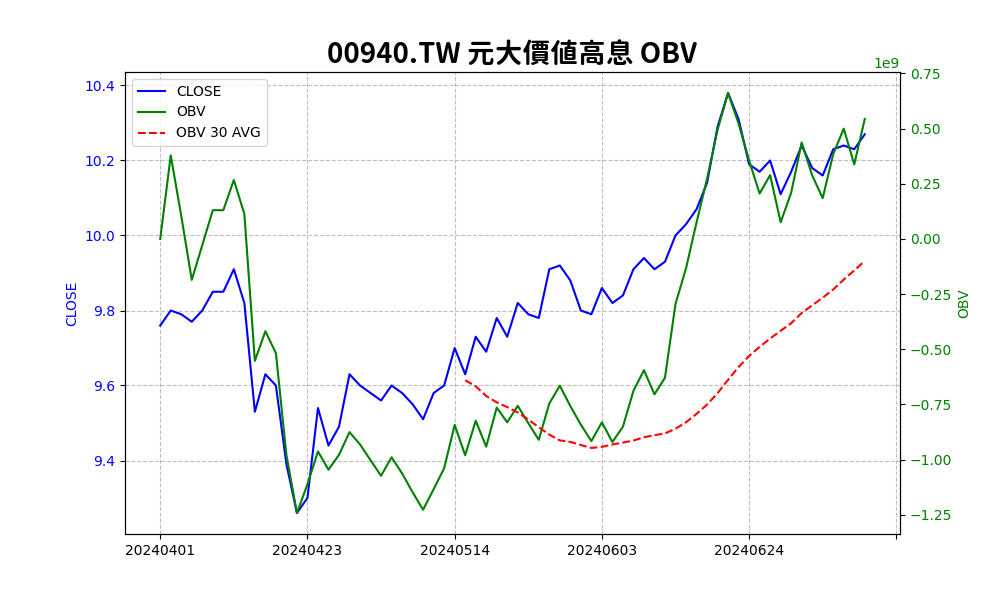 00940.TW 元大價值高息 OBV
1e9
CLOSE
OBV
OBV 30 AVG
10.4
10.2
10.0
9.8
9.6
9.4
CLOSE
0.75
0.50
0.25
0.00
−0.25
−0.50
−0.75
−1.00
−1.25
OBV
20240401
20240423
20240514
20240603
20240624